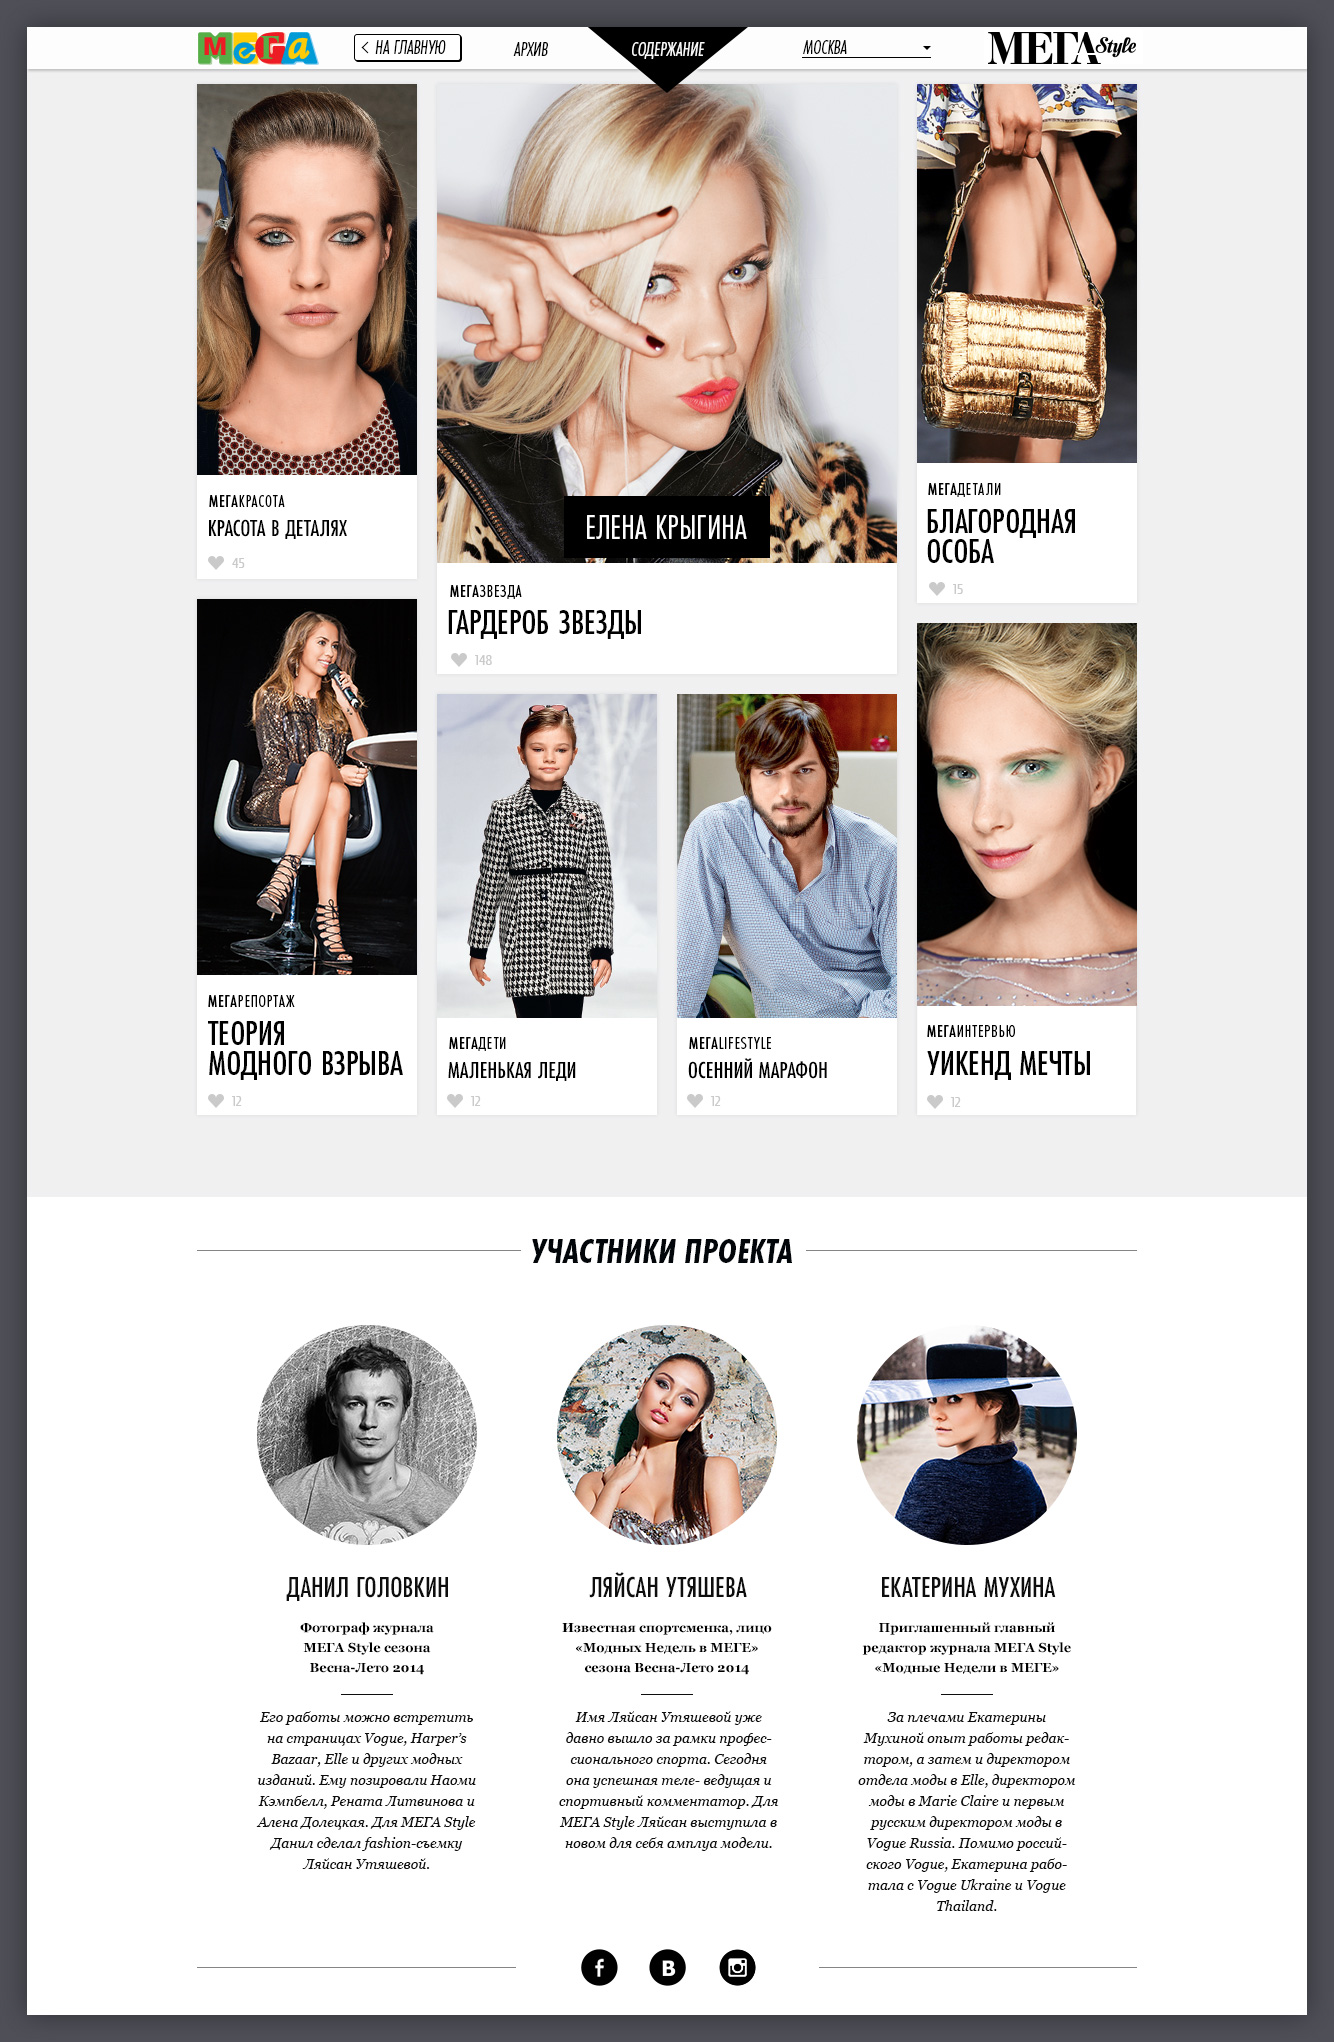 MEGA
НА ГЛАВНУЮ
АРХИВ
СОДЕРЖАНИЕ
МОСКВА
МЕГА Style
МЕГАКРАСОТА
КРАСОТА В ДЕТАЛЯХ
45
ЕЛЕНА КРЫГИНА
МЕГАЗВЕЗДА
ГАРДЕРОБ ЗВЕЗДЫ
148
МЕГАДЕТАЛИ
БЛАГОРОДНАЯ
ОСОБА
15
МЕГАРЕПОРТАЖ
ТЕОРИЯ
МОДНОГО ВЗРЫВА
12
МЕГАДЕТИ
МАЛЕНЬКАЯ ЛЕДИ
12
МЕГАLIFESTYLE
ОСЕННИЙ МАРАФОН
12
МЕГАИНТЕРВЬЮ
УИКЕНД МЕЧТЫ
12
УЧАСТНИКИ ПРОЕКТА
ДАНИЛ ГОЛОВКИН
Фотограф журнала
МЕГА Style сезона
Весна-Лето 2014
Его работы можно встретить
на страницах Vogue, Harper's
Bazaar, Elle и других модных
изданий. Ему позировали Наоми
Кэмпбелл, Рената Литвинова и
Алена Долецкая. Для МЕГА Style
Данил сделал fashion-съемку
Ляйсан Утяшевой.
ЛЯЙСАН УТЯШЕВА
Известная спортсменка, лицо
«Модных Недель в МЕГЕ»
сезона Весна-Лето 2014
Имя Ляйсан Утяшевой уже
давно вышло за рамки профес-
сионального спорта. Сегодня
она успешная теле- ведущая и
спортивный комментатор. Для
МЕГА Style Ляйсан выступила в
новом для себя амплуа модели.
ЕКАТЕРИНА МУХИНА
Приглашенный главный
редактор журнала МЕГА Style
«Модные Недели в МЕГЕ»
За плечами Екатерины
Мухиной опыт работы редак-
тором, а затем и директором
отдела моды в Elle, директором
моды в Marie Claire и первым
русским директором моды в
Vogue Russia. Помимо россий-
ского Vogue, Екатерина рабо-
тала с Vogue Ukraine и Vogue
Thailand.
f
B